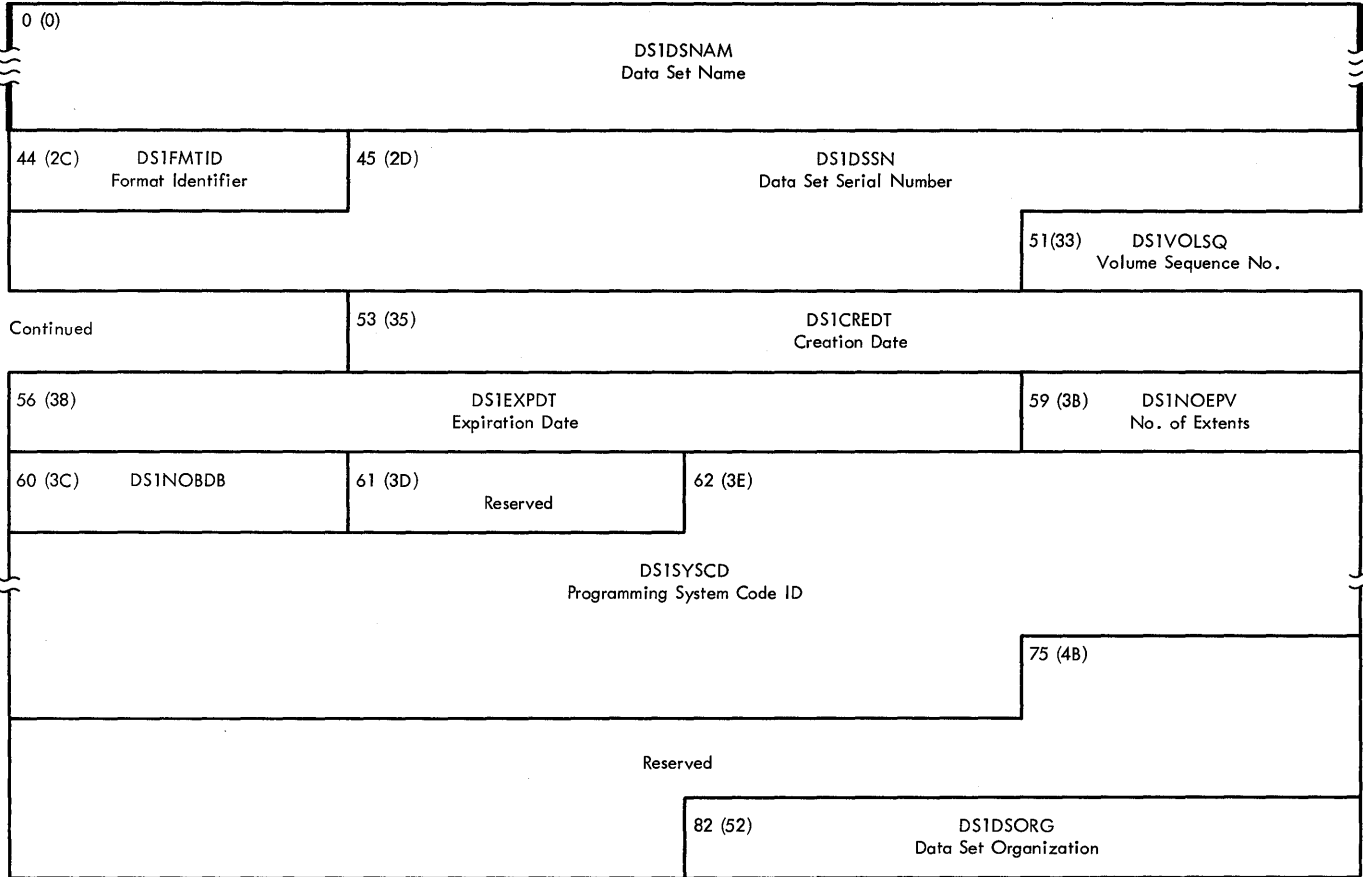 0 (0)
DS1DSNAM
Data Set Name
44 (2C) DS1FMTID
Format Identifier
45 (2D) DS1DSSN
Data Set Serial Number
51(33) DS1VOLSQ
Volume Sequence No.
Continued
53 (35) DS1CREDT
Creation Date
56 (38) DS1EXPDT
Expiration Date
59 (3B) DS1NOEPV
No. of Extents
60 (3C) DS1NOBDB
61 (3D)
Reserved
62 (3E)
DS1SYSCD
Programming System Code ID
75 (4B)
Reserved
82 (52) DS1DSORG
Data Set Organization